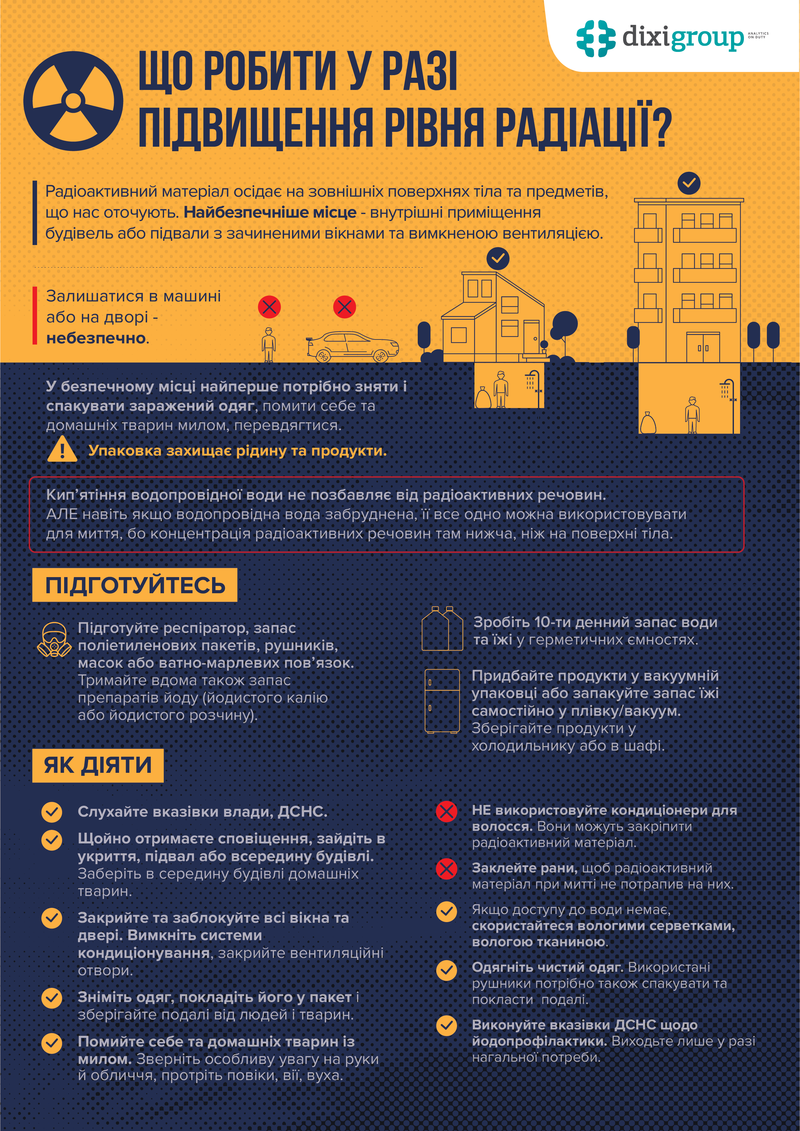 dixigroup
ANALYTICS
ON DUTY
ЩО РОБИТИ У РАЗІ
ПІДВИЩЕННЯ РІВНЯ РАДІАЦІЇ?
Радіоактивний матеріал осідає на зовнішніх поверхнях тіла та предметів,
що нас оточують. Найбезпечніше місце - внутрішні приміщення
будівель або підвали з зачиненими вікнами та вимкненою вентиляцією.
Залишатися в машині
або на дворі -
небезпечно.
У безпечному місці найперше потрібно зняти і
спакувати заражений одяг, помити себе та
домашніх тварин милом, перевдягтися.
Упаковка захищає рідину та продукти.
Кип’ятіння водопровідної води не позбавляє від радіоактивних речовин.
АЛЕ навіть якщо водопровідна вода забруднена, її все одно можна використовувати
для миття, бо концентрація радіоактивних речовин там нижча, ніж на поверхні тіла.
ПІДГОТУЙТЕСЬ
Підготуйте респіратор, запас
поліетиленових пакетів, рушників,
масок або ватно-марлевих пов’язок.
Тримайте вдома також запас
препаратів йоду (йодистого калію
або йодистого розчину).
Зробіть 10-ти денний запас води
та їжі у герметичних ємностях.
Придбайте продукти у вакуумній
упаковці або запакуйте запас їжі
самостійно у плівку/вакуум.
Зберігайте продукти у
холодильнику або в шафі.
ЯК ДІЯТИ
Слухайте вказівки влади, ДСНС.
Щойно отримаєте сповіщення, зайдіть в
укриття, підвал або всередину будівлі.
Заберіть в середину будівлі домашніх
тварин.
Закрийте та заблокуйте всі вікна та
двері. Вимкніть системи
кондиціонування, закрийте вентиляційні
отвори.
Зніміть одяг, покладіть його у пакет і
зберігайте подалі від людей і тварин.
Помийте себе та домашніх тварин із
милом. Зверніть особливу увагу на руки
й обличчя, протріть повіки, вії, вуха.
НЕ використовуйте кондиціонери для
волосся. Вони можуть закріпити
радіоактивний матеріал.
Заклейте рани, щоб радіоактивний
матеріал при митті не потрапив на них.
Якщо доступу до води немає,
скористайтеся вологими серветками,
вологою тканиною.
Одягніть чистий одяг. Використані
рушники потрібно також спакувати та
покласти подалі.
Виконуйте вказівки ДСНС щодо
йодопрофілактики. Виходьте лише у разі
нагальної потреби.